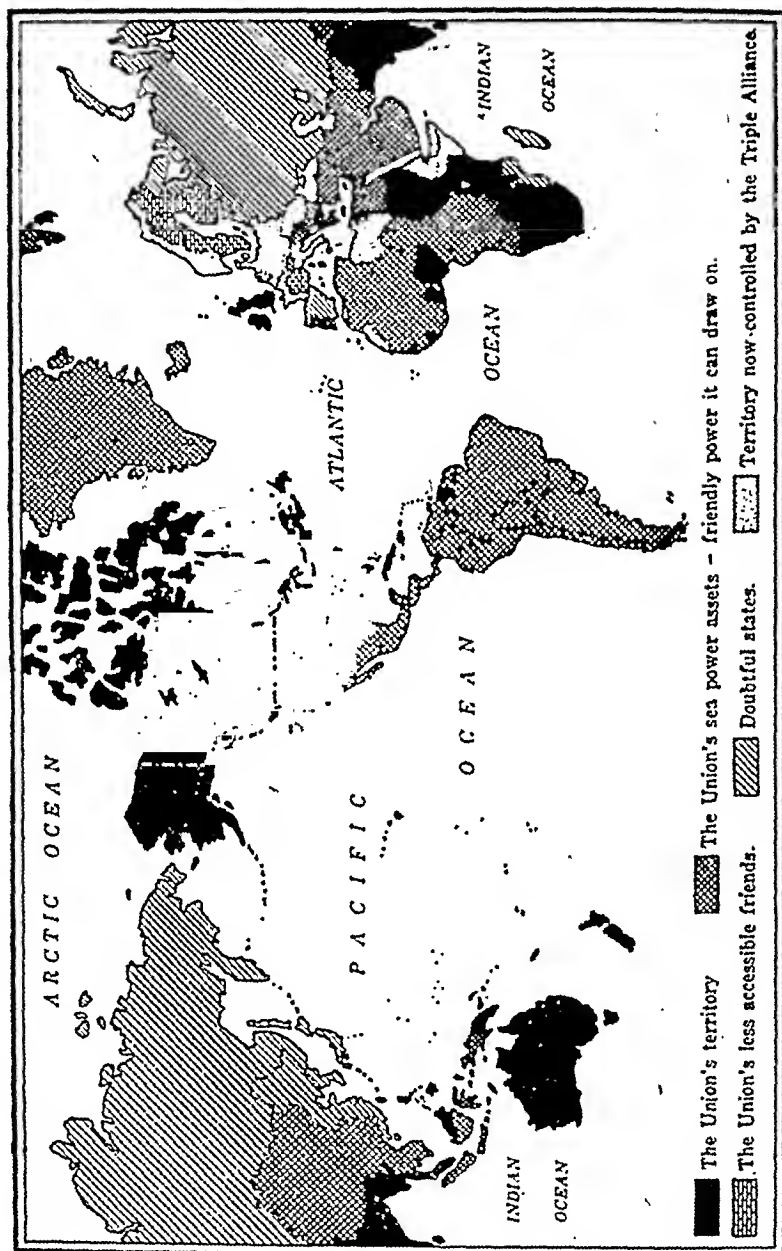 ARCTIC OCEAN
PACIFIC
OCEAN
ATLANTIC
OCEAN
INDIAN
OCEAN
INDIAN
OCEAN
The Union's territory
The Union's sea power assets – friendly power it can draw on.
The Union's less accessible friends.
Doubtful states.
Territory now controlled by the Triple Alliance.